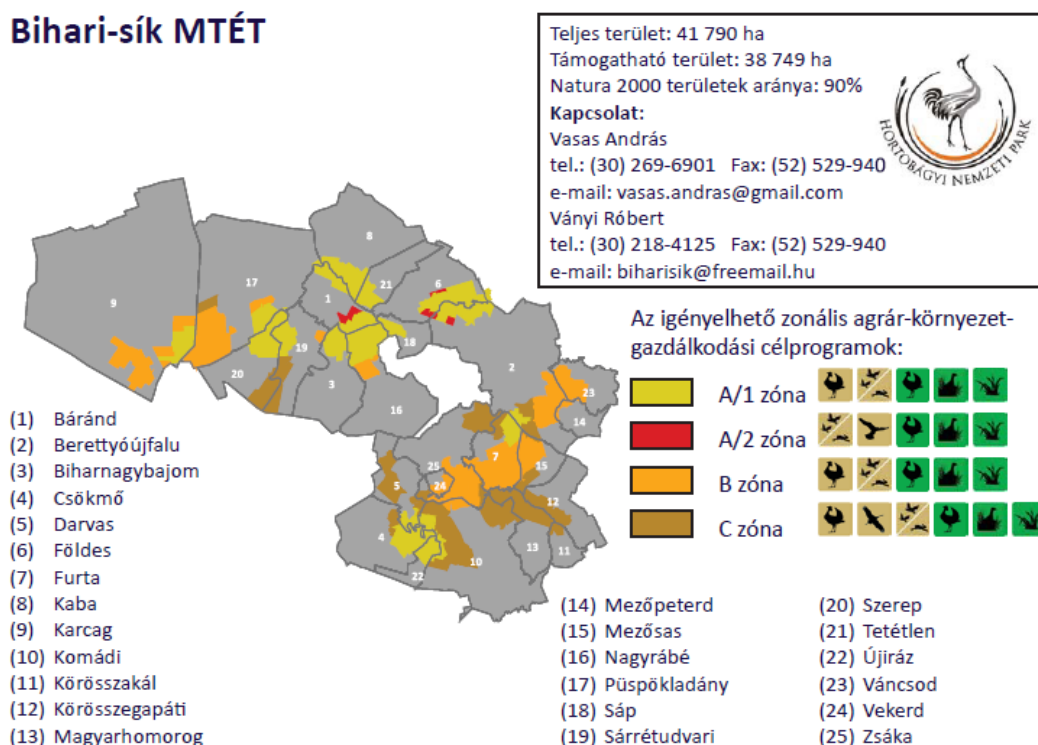 Bihari-sík MTÉT
Teljes terület: 41 790 ha
Támogatható terület: 38 749 ha
Natura 2000 területek aránya: 90%
Kapcsolat:
Vasas András
tel.: (30) 269-6901 Fax: (52) 529-940
e-mail: vasas.andras@gmail.com
Ványi Róbert
tel.: (30) 218-4125 Fax: (52) 529-940
e-mail: biharisik@freemail.hu
HORTOBÁGYI NEMZETI PARK
8
17
6
9
1
21
19
18
2
20
3
23
16
14
7
25
15
5
24
12
4
10
13
11
22
Az igényelhető zonális agrár-környezet-
gazdálkodási célprogramok:
A/1 zóna
A/2 zóna
B zóna
C zóna
(1) Báránd
(2) Berettyóújfalu
(3) Biharnagybajom
(4) Csökmő
(5) Darvas
(6) Földes
(7) Furta
(8) Kaba
(9) Karcag
(10) Komádi
(11) Körösszakál
(12) Körösszegapáti
(13) Magyarhomorog
(14) Mezőpeterd
(15) Mezősas
(16) Nagyrábé
(17) Püspökladány
(18) Sáp
(19) Sárrétudvari
(20) Szerep
(21) Tetétlen
(22) Újiráz
(23) Váncsod
(24) Vekerd
(25) Zsáka